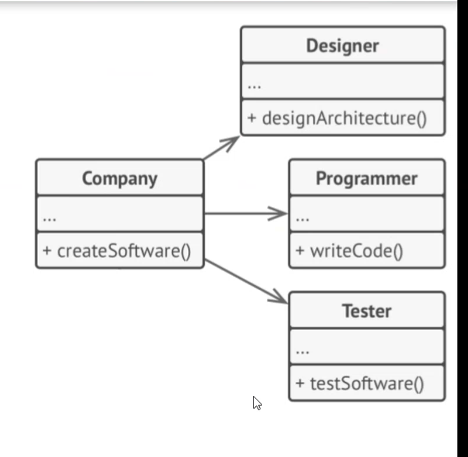 Designer
...
+ designArchitecture()
Company
...
+ createSoftware()
Programmer
...
+ writeCode()
Tester
...
+ testSoftware()